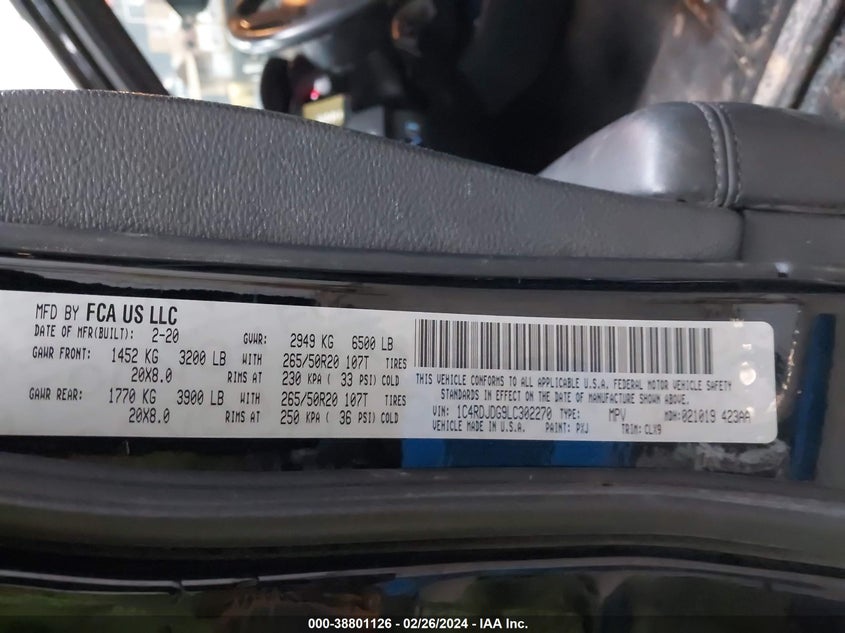 MFD BY FCA US LLC
DATE OF MFR(BUILT): 2-20 GVWR: 2949 KG 6500 LB
GAWR FRONT: 1452 KG 3200 LB WITH 265/50R20 107T TIRES
20X8.0 RIMS AT 230 KPA ( 33 PSI) COLD
GAWR REAR: 1770 KG 3900 LB WITH 265/50R20 107T TIRES
20X8.0 RIMS AT 250 KPA ( 36 PSI) COLD
THIS VEHICLE CONFORMS TO ALL APPLICABLE U.S.A. FEDERAL MOTOR VEHICLE SAFETY
STANDARDS IN EFFECT ON THE DATE OF MANUFACTURE SHOWN ABOVE.
VIN: 1C4RDJDG9LC302270 TYPE: MPV MDH: 021019 423AA
VEHICLE MADE IN U.S.A. PAINT: PXJ TRIM: CLX9
000-38801126 - 02/26/2024 - IAA Inc.